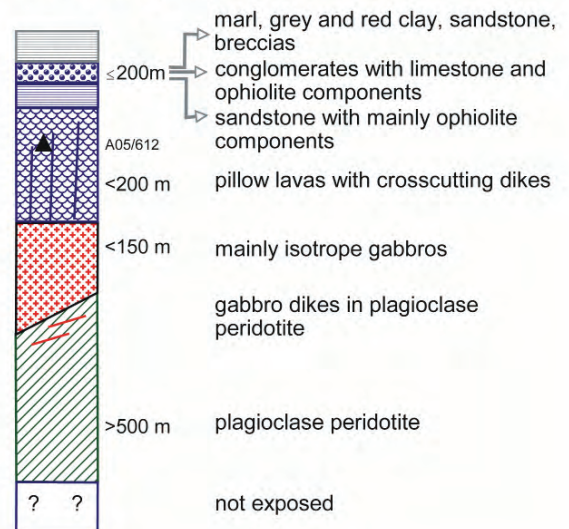 marl, grey and red clay, sandstone,
breccias
≤200m
conglomerates with limestone and
ophiolite components
sandstone with mainly ophiolite
components
A05/612
<200 m
pillow lavas with crosscutting dikes
<150 m
mainly isotrope gabbros
gabbro dikes in plagioclase
peridotite
>500 m
plagioclase peridotite
? ?
not exposed